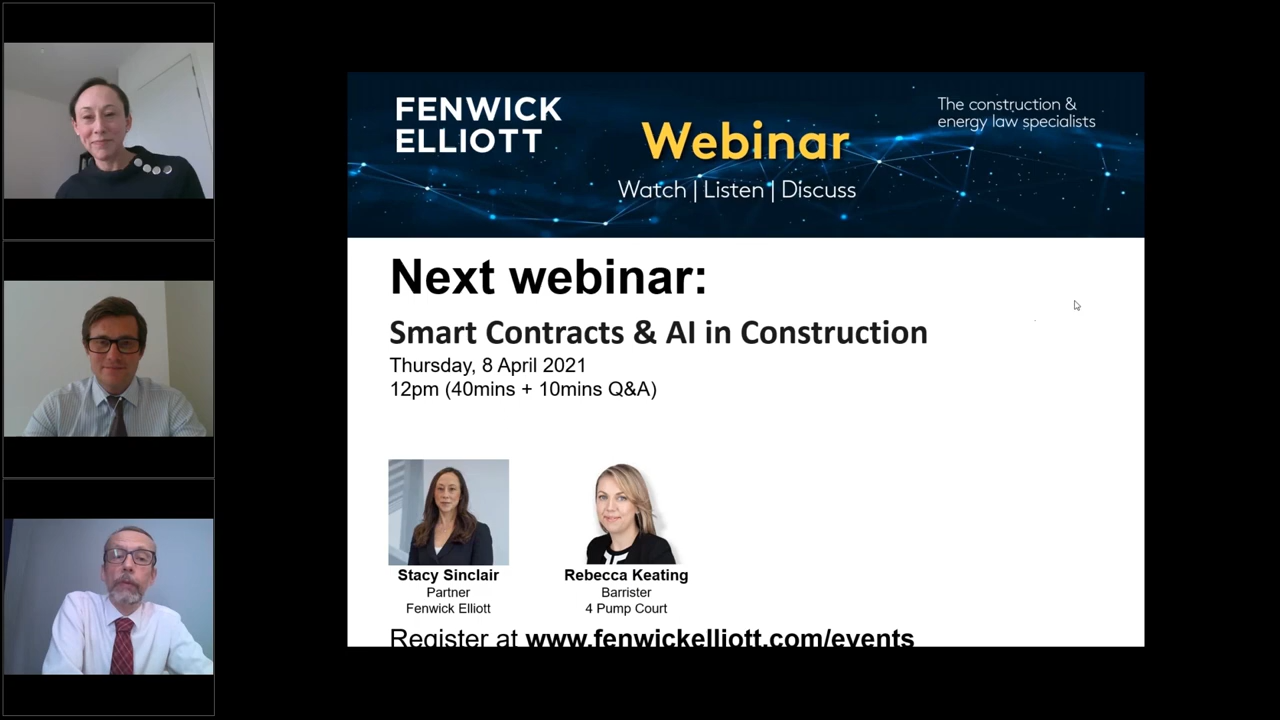 FENWICK
ELLIOTT
Webinar
Watch | Listen | Discuss
The construction &
energy law specialists
Next webinar:
Smart Contracts & AI in Construction
Thursday, 8 April 2021
12pm (40mins + 10mins Q&A)
Stacy Sinclair
Partner
Fenwick Elliott
Rebecca Keating
Barrister
4 Pump Court
Register at www.fenwickelliott.com/events